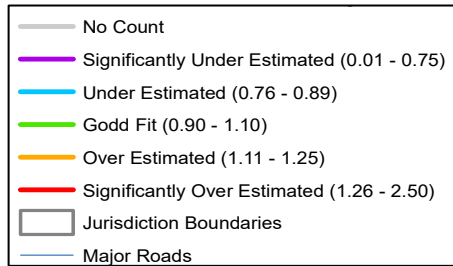 No Count
Significantly Under Estimated (0.01 - 0.75)
Under Estimated (0.76 - 0.89)
Godd Fit (0.90 - 1.10)
Over Estimated (1.11 - 1.25)
Significantly Over Estimated (1.26 - 2.50)
Jurisdiction Boundaries
Major Roads